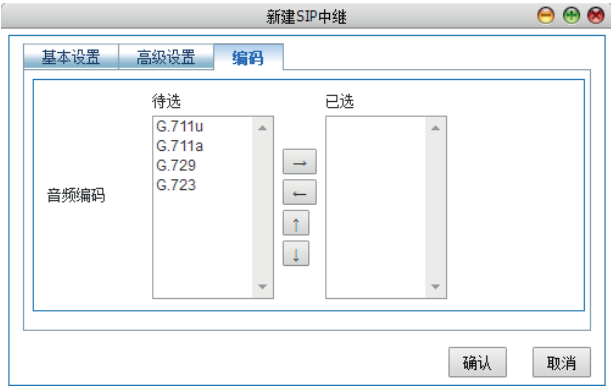 新建SIP中继
基本设置 高级设置 编码
待选 已选
G.711u
G.711a
G.729
G.723
音频编码
→
←
↑
↓
确认 取消